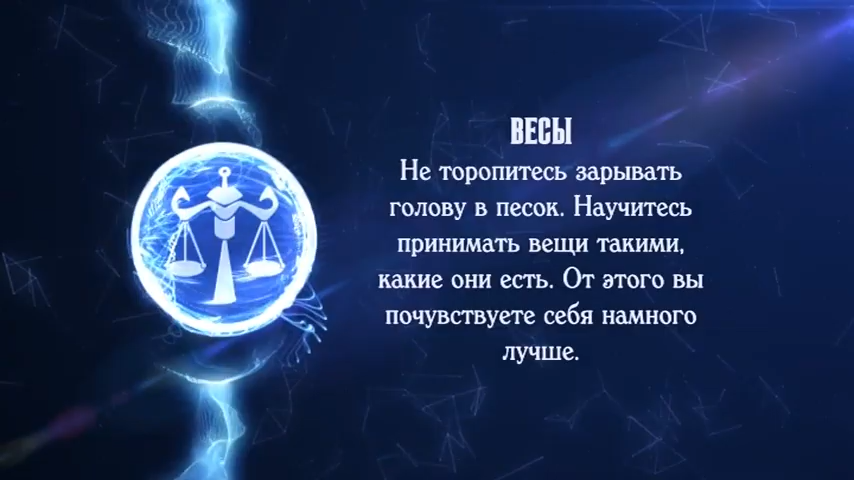 ВЕСЫ
Не торопитесь зарывать
голову в песок. Научитесь
принимать вещи такими,
какие они есть. От этого вы
почувствуете себя намного
лучше.